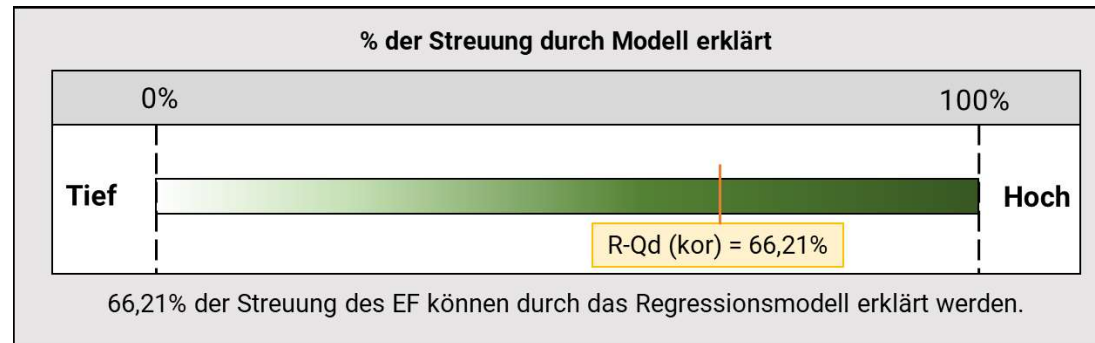 % der Streuung durch Modell erklärt
0% 100%
Tief Hoch
R-Qd (kor) = 66,21%
66,21% der Streuung des EF können durch das Regressionsmodell erklärt werden.